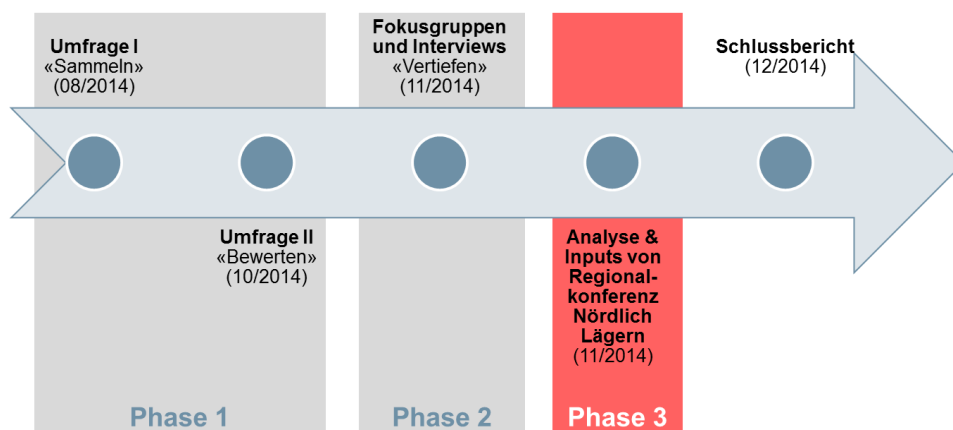 Umfrage I
«Sammeln»
(08/2014)
Fokusgruppen
und Interviews
«Vertiefen»
(11/2014)
Schlussbericht
(12/2014)
Umfrage II
«Bewerten»
(10/2014)
Analyse &
Inputs von
Regional-
konferenz
Nördlich
Lägern
(11/2014)
Phase 1
Phase 2
Phase 3